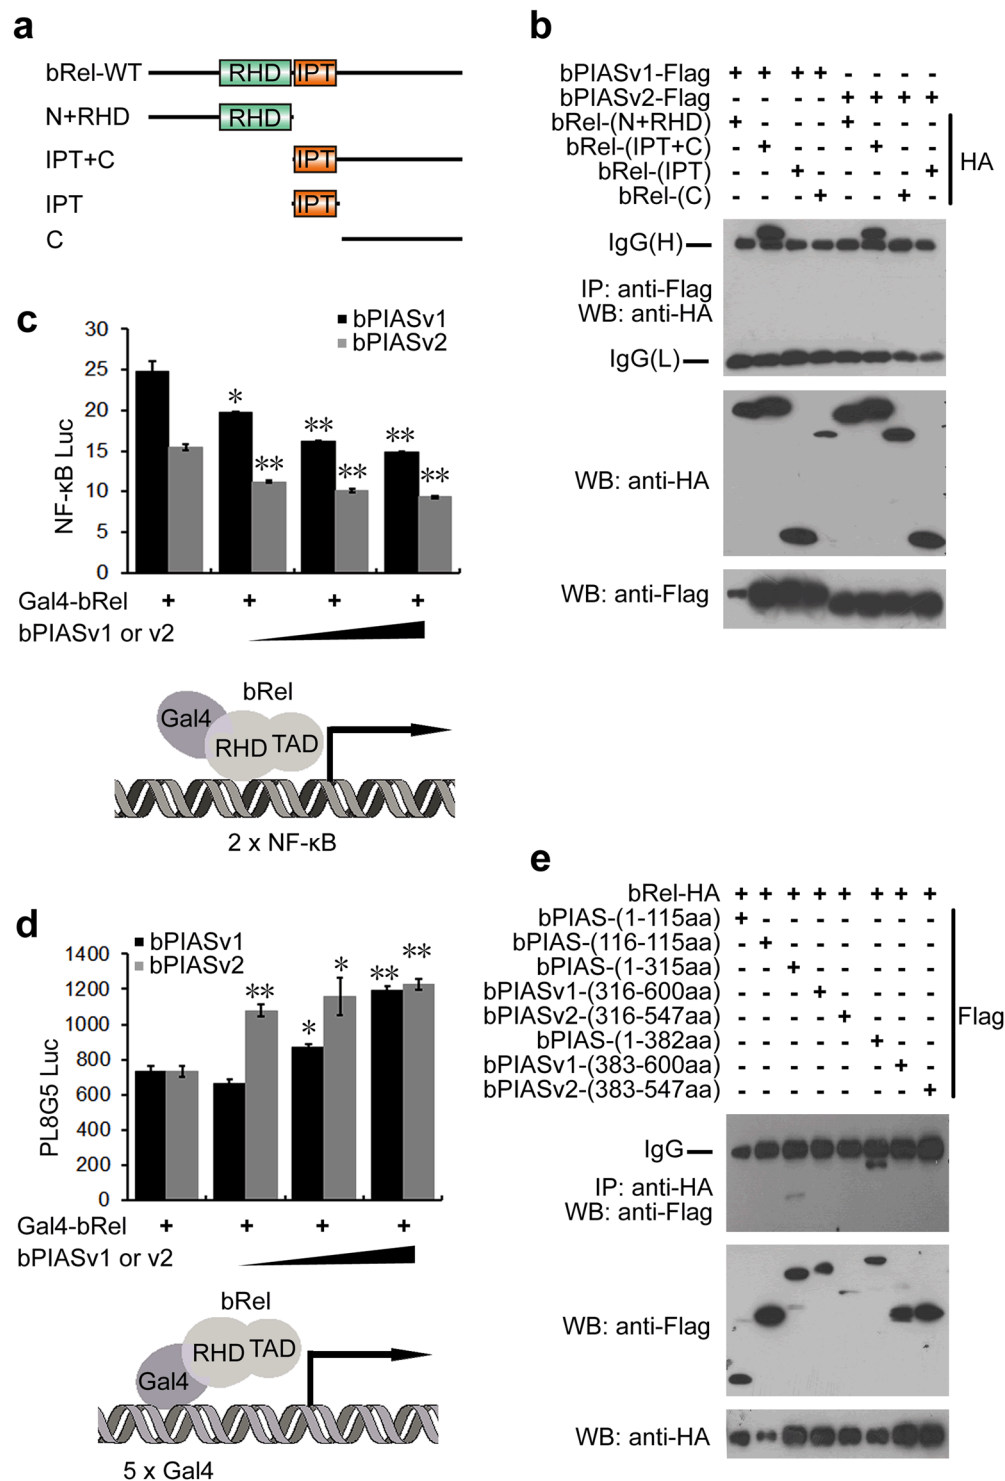 a
bRel-WT RHD IPT
N+RHD RHD
IPT+C IPT
IPT IPT
C
b
bPIASv1-Flag + + + + - - - -
bPIASv2-Flag - - - - + + + +
bRel-(N+RHD) + - - - + - - -
bRel-(IPT+C) - + - - - + - -
bRel-(IPT) - - + - - - - +
bRel-(C) - - - + - - + -
HA
IgG(H)
IP: anti-Flag
WB: anti-HA
IgG(L)
WB: anti-HA
WB: anti-Flag
c
bPIASv1
bPIASv2
NF-κB Luc
30
25
20
15
10
5
0
* ** ** ** ** **
Gal4-bRel + + + +
bPIASv1 or v2
bRel
Gal4
RHD TAD
2 x NF-κB
d
bPIASv1
bPIASv2
PL8G5 Luc
1400
1200
1000
800
600
400
200
0
** * * ** **
Gal4-bRel + + + +
bPIASv1 or v2
bRel
RHD TAD
Gal4
5 x Gal4
e
bRel-HA + + + + + + + +
bPIAS-(1-115aa) + - - - - - - -
bPIAS-(116-115aa) - + - - - - - -
bPIAS-(1-315aa) - - + - - - - -
bPIASv1-(316-600aa) - - - + - - - -
bPIASv2-(316-547aa) - - - - + - - -
bPIAS-(1-382aa) - - - - - + - -
bPIASv1-(383-600aa) - - - - - - + -
bPIASv2-(383-547aa) - - - - - - - +
Flag
IgG
IP: anti-HA
WB: anti-Flag
WB: anti-Flag
WB: anti-HA